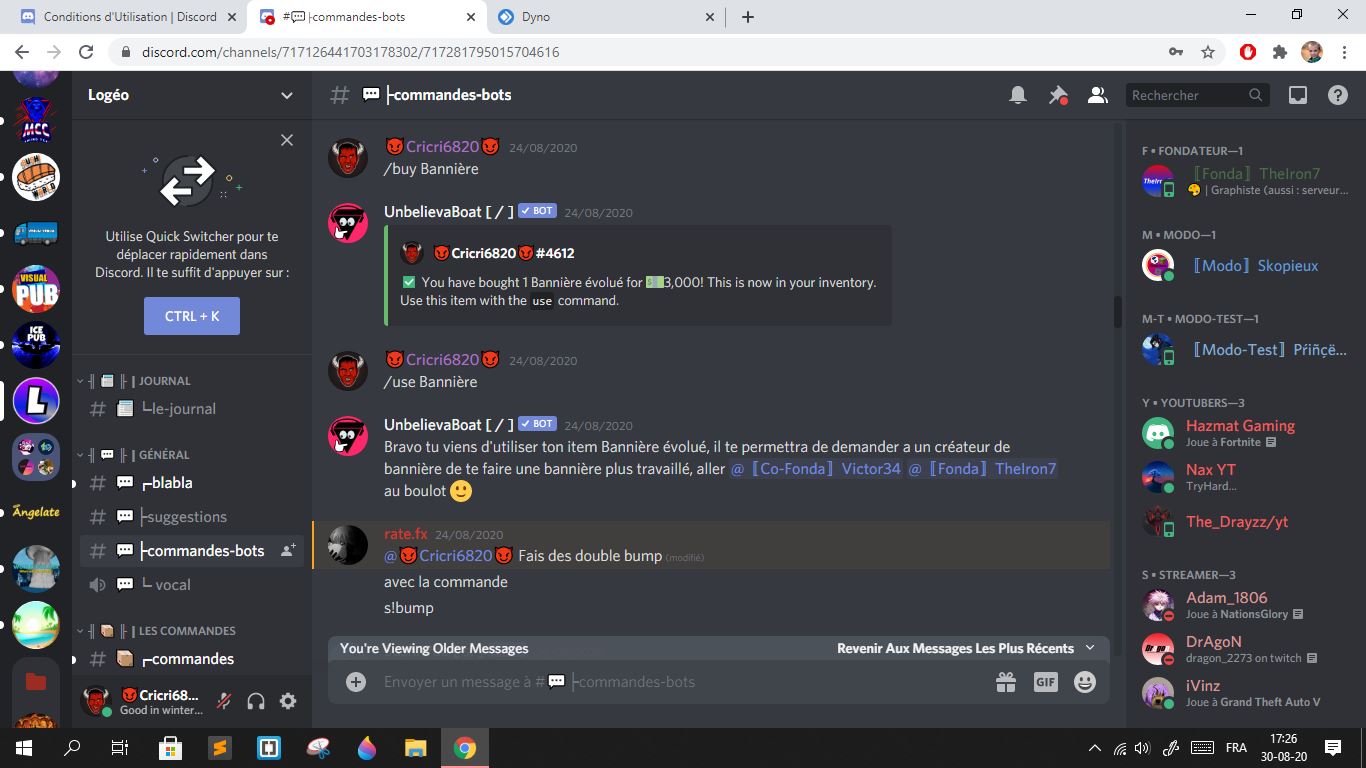 Conditions d'Utilisation | Discord
#💬├commandes-bots
Dyno
discord.com/channels/717126441703178302/717281795015704616
Logéo
# 💬├commandes-bots
Rechercher
MCC
SUSHI WORLD
VISUAL PUB
ICE PUB
L
Ângelate
Utilise Quick Switcher pour te
déplacer rapidement dans
Discord. Il te suffit d'appuyer sur :
CTRL + K
╢🗒╟ ┃JOURNAL
# 🗒 └le-journal
╢💬╟ ┃GÉNÉRAL
# 💬 ┌blabla
# 💬 ├suggestions
# 💬 ├commandes-bots
💬 └ vocal
╢📦╟ ┃LES COMMANDES
# 📦 ┌commandes
😈Cricri68...
Good in winter...
😈Cricri6820😈 24/08/2020
/buy Bannière
UnbelievaBoat [ / ] ✓ BOT 24/08/2020
😈Cricri6820😈#4612
✅ You have bought 1 Bannière évolué for 💵3,000! This is now in your inventory.
Use this item with the use command.
😈Cricri6820😈 24/08/2020
/use Bannière
UnbelievaBoat [ / ] ✓ BOT 24/08/2020
Bravo tu viens d'utiliser ton item Bannière évolué, il te permettra de demander a un créateur de
bannière de te faire une bannière plus travaillé, aller @〚Co-Fonda〛Victor34 @〚Fonda〛TheIron7
au boulot 🙂
rate.fx 24/08/2020
@😈Cricri6820😈 Fais des double bump (modifié)
avec la commande
s!bump
You're Viewing Older Messages
Revenir Aux Messages Les Plus Récents
Envoyer un message à #💬├commandes-bots
GIF
F • FONDATEUR—1
〚Fonda〛TheIron7
🎨 | Graphiste (aussi : serveur...
M • MODO—1
〚Modo〛Skopieux
M-T • MODO-TEST—1
〚Modo-Test〛Pŕiñçë...
Y • YOUTUBERS—3
Hazmat Gaming
Joue à Fortnite
Nax YT
TryHard...
The_Drayzz/yt
S • STREAMER—3
Adam_1806
Joue à NationsGlory
DrAgoN
dragon_2273 on twitch
iVinz
Joue à Grand Theft Auto V
FRA
17:26
30-08-20